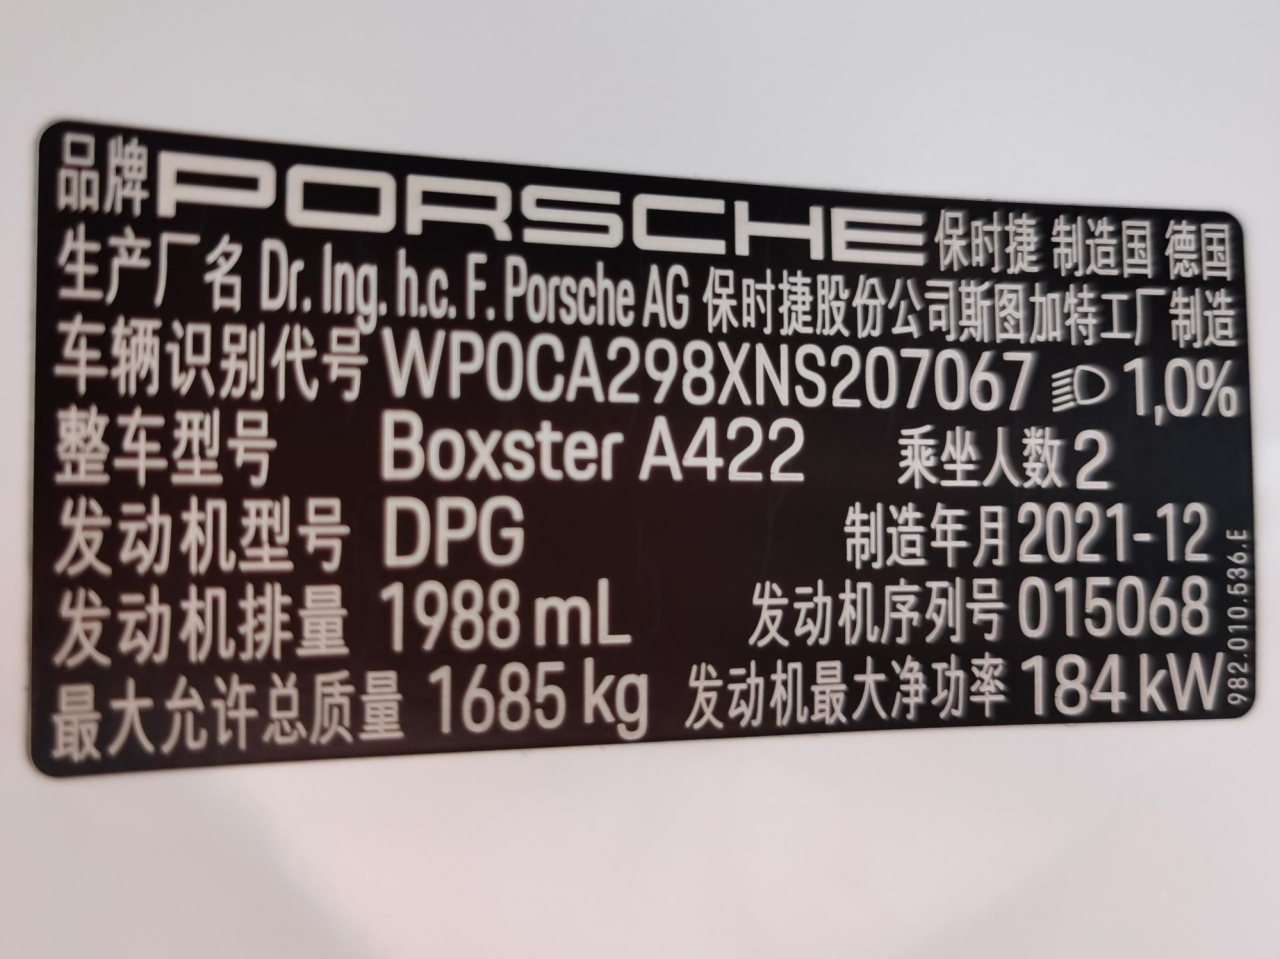 品牌 PORSCHE 保时捷 制造国 德国
生产厂名 Dr. Ing. h.c. F. Porsche AG 保时捷股份公司斯图加特工厂制造
车辆识别代号 WP0CA298XNS207067 1,0%
整车型号 Boxster A422 乘坐人数 2
发动机型号 DPG 制造年月 2021-12
发动机排量 1988 mL 发动机序列号 015068
最大允许总质量 1685 kg 发动机最大净功率 184 kW
982.010.536.E